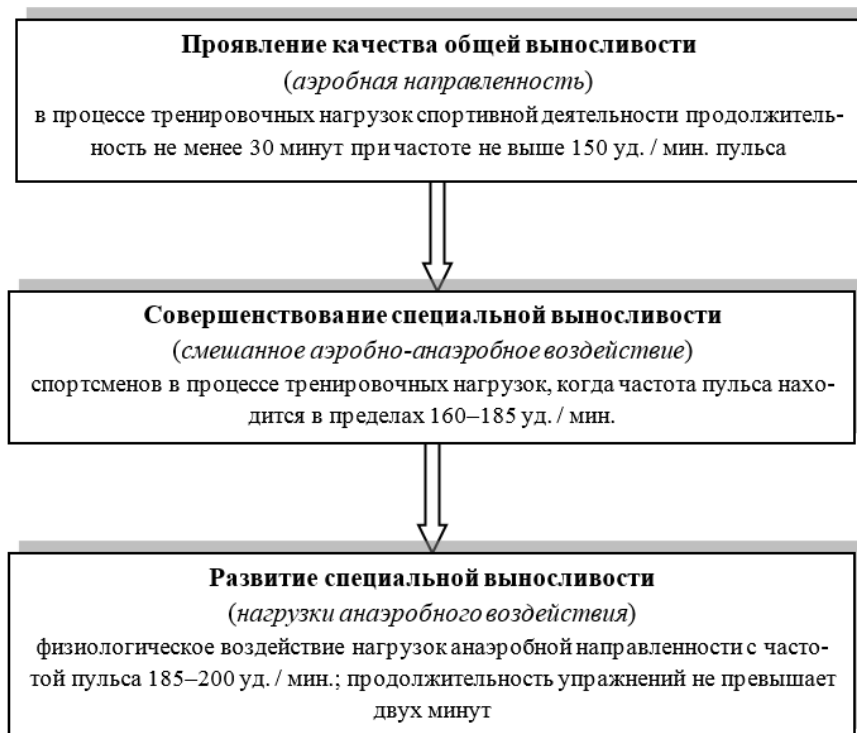 Проявление качества общей выносливости
(аэробная направленность)
в процессе тренировочных нагрузок спортивной деятельности продолжитель-
ность не менее 30 минут при частоте не выше 150 уд. / мин. пульса
Совершенствование специальной выносливости
(смешанное аэробно-анаэробное воздействие)
спортсменов в процессе тренировочных нагрузок, когда частота пульса нахо-
дится в пределах 160–185 уд. / мин.
Развитие специальной выносливости
(нагрузки анаэробного воздействия)
физиологическое воздействие нагрузок анаэробной направленности с часто-
той пульса 185–200 уд. / мин.; продолжительность упражнений не превышает
двух минут